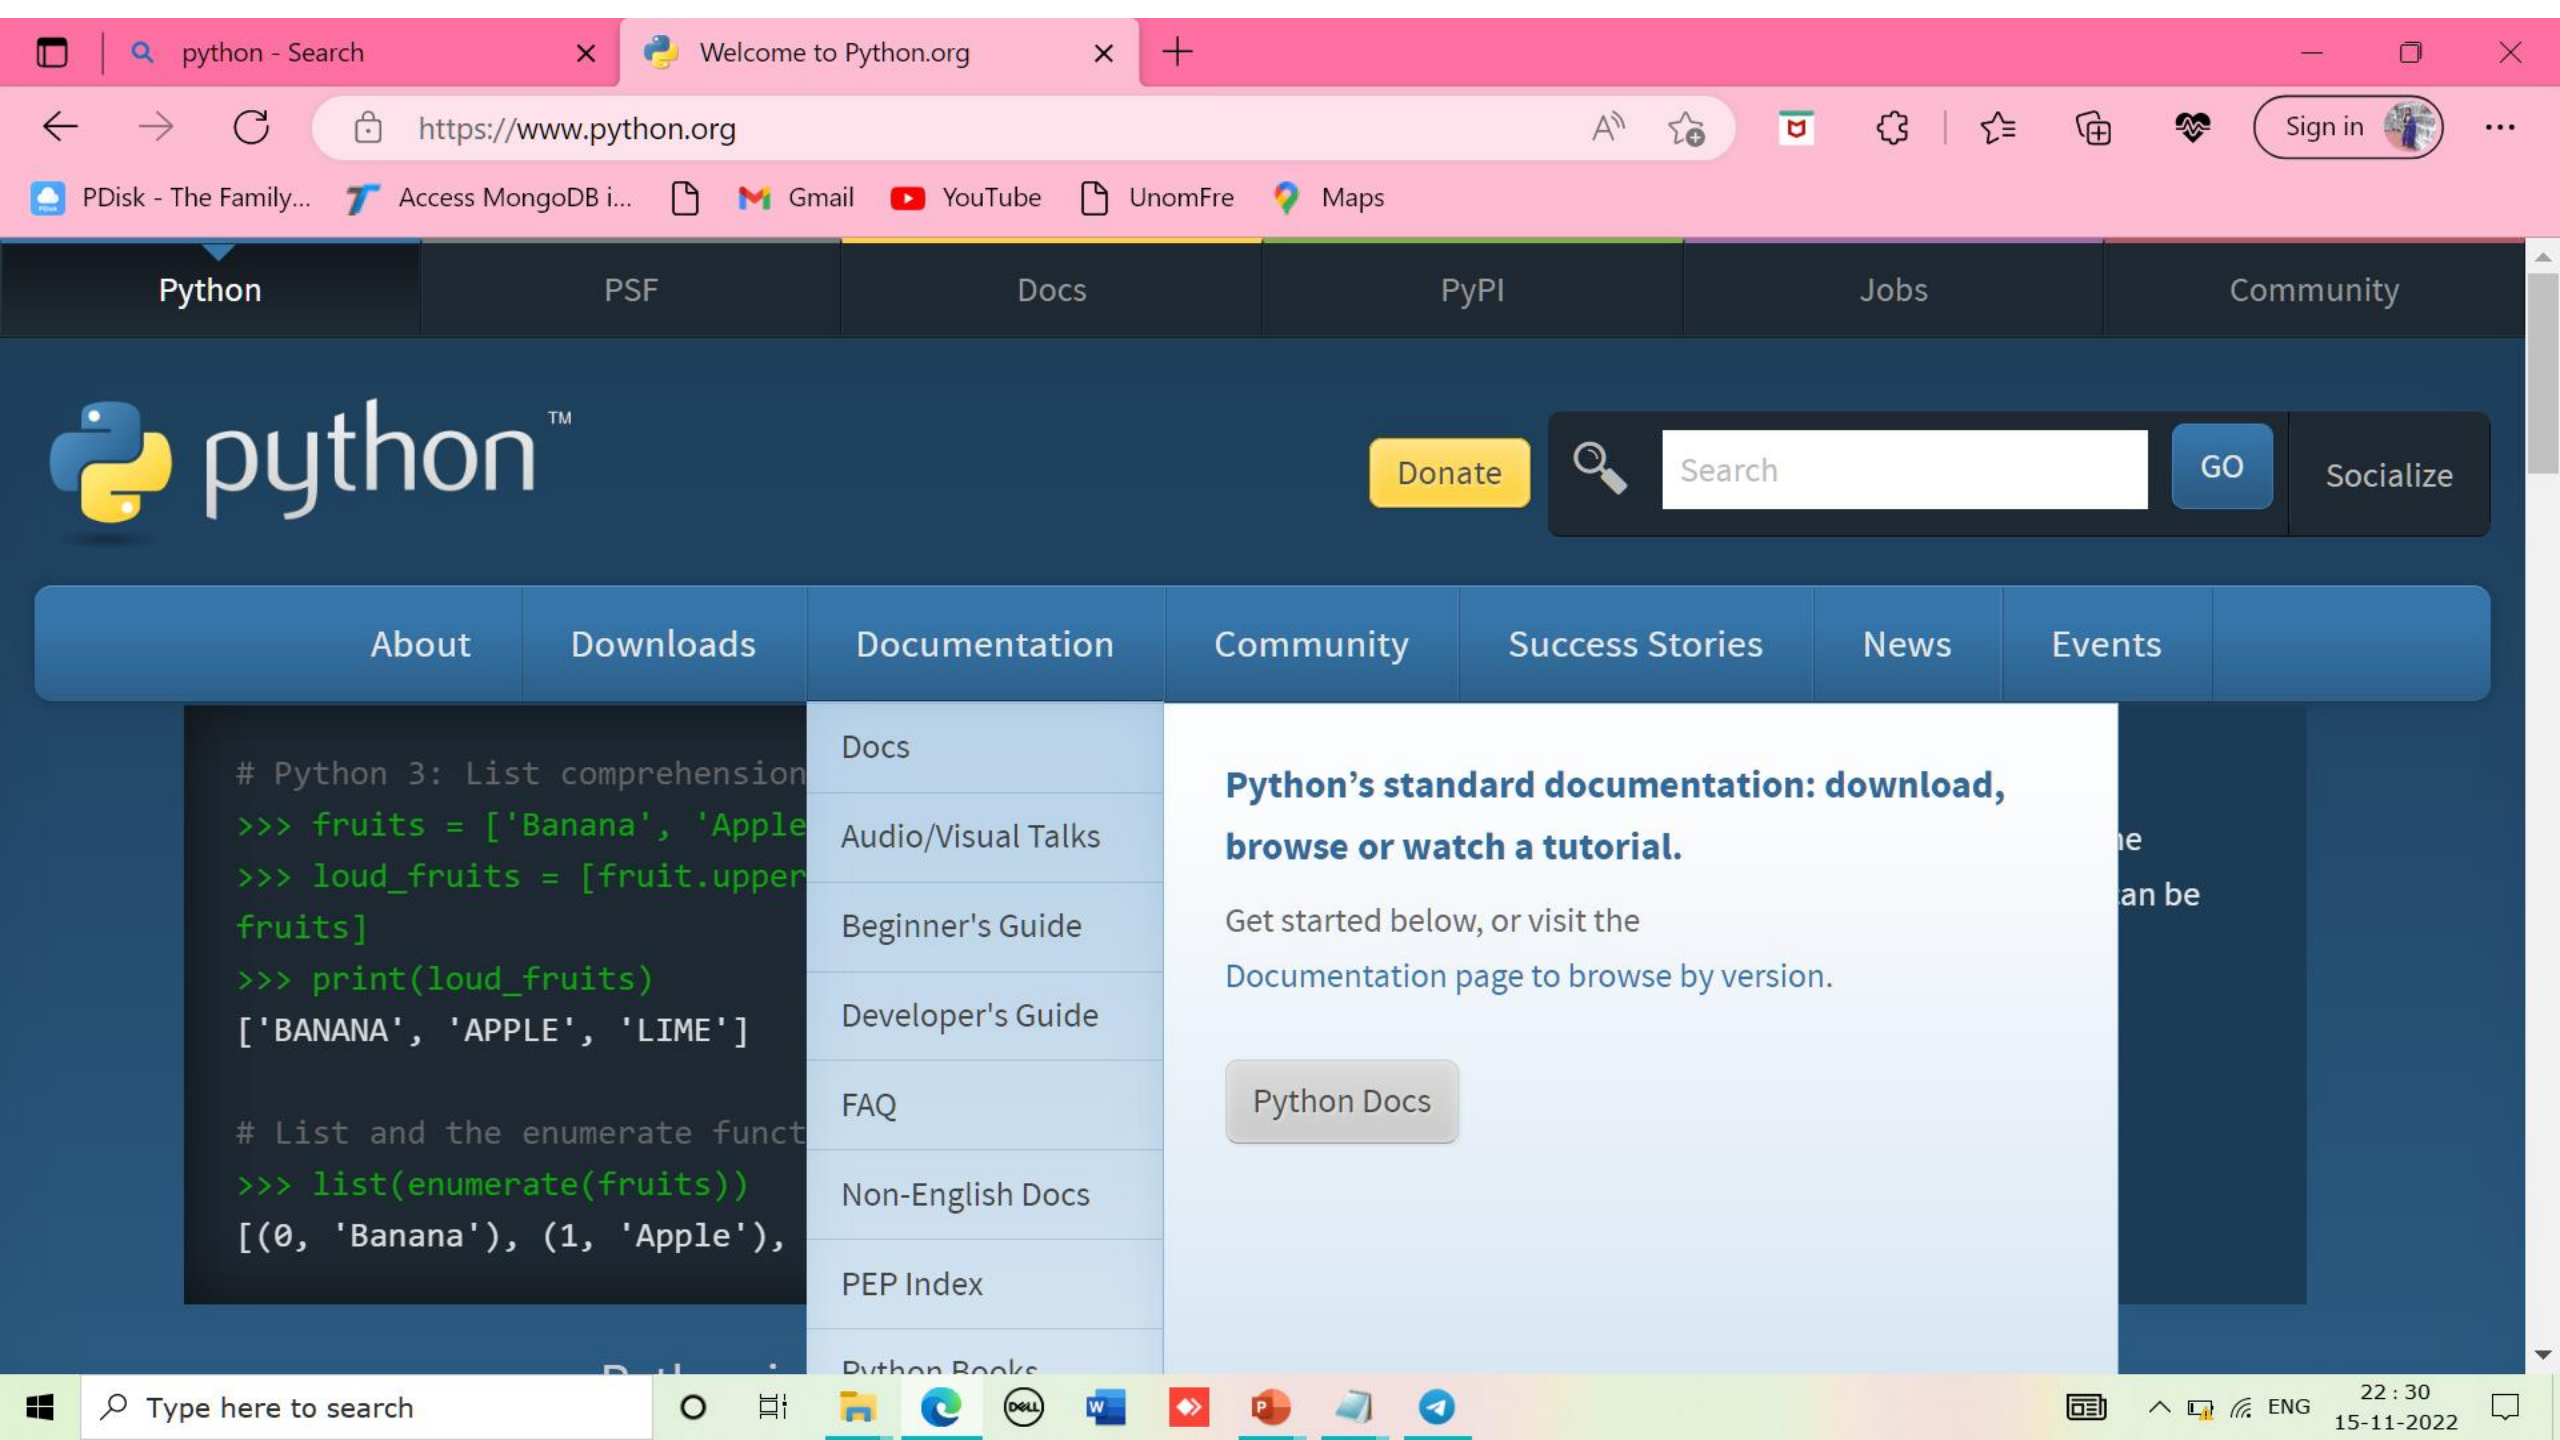 python - Search
Welcome to Python.org
https://www.python.org
Sign in
PDisk - The Family...
Access MongoDB i...
Gmail
YouTube
UnomFre
Maps
Python
PSF
Docs
PyPI
Jobs
Community
python™
Donate
Search
GO
Socialize
About
Downloads
Documentation
Community
Success Stories
News
Events
# Python 3: List comprehension
>>> fruits = ['Banana', 'Apple
>>> loud_fruits = [fruit.upper
fruits]
>>> print(loud_fruits)
['BANANA', 'APPLE', 'LIME']
# List and the enumerate funct
>>> list(enumerate(fruits))
[(0, 'Banana'), (1, 'Apple'),
Docs
Audio/Visual Talks
Beginner's Guide
Developer's Guide
FAQ
Non-English Docs
PEP Index
Python Books
Python’s standard documentation: download,
browse or watch a tutorial.
Get started below, or visit the
Documentation page to browse by version.
Python Docs
can be
Type here to search
DELL
ENG
22:30
15-11-2022